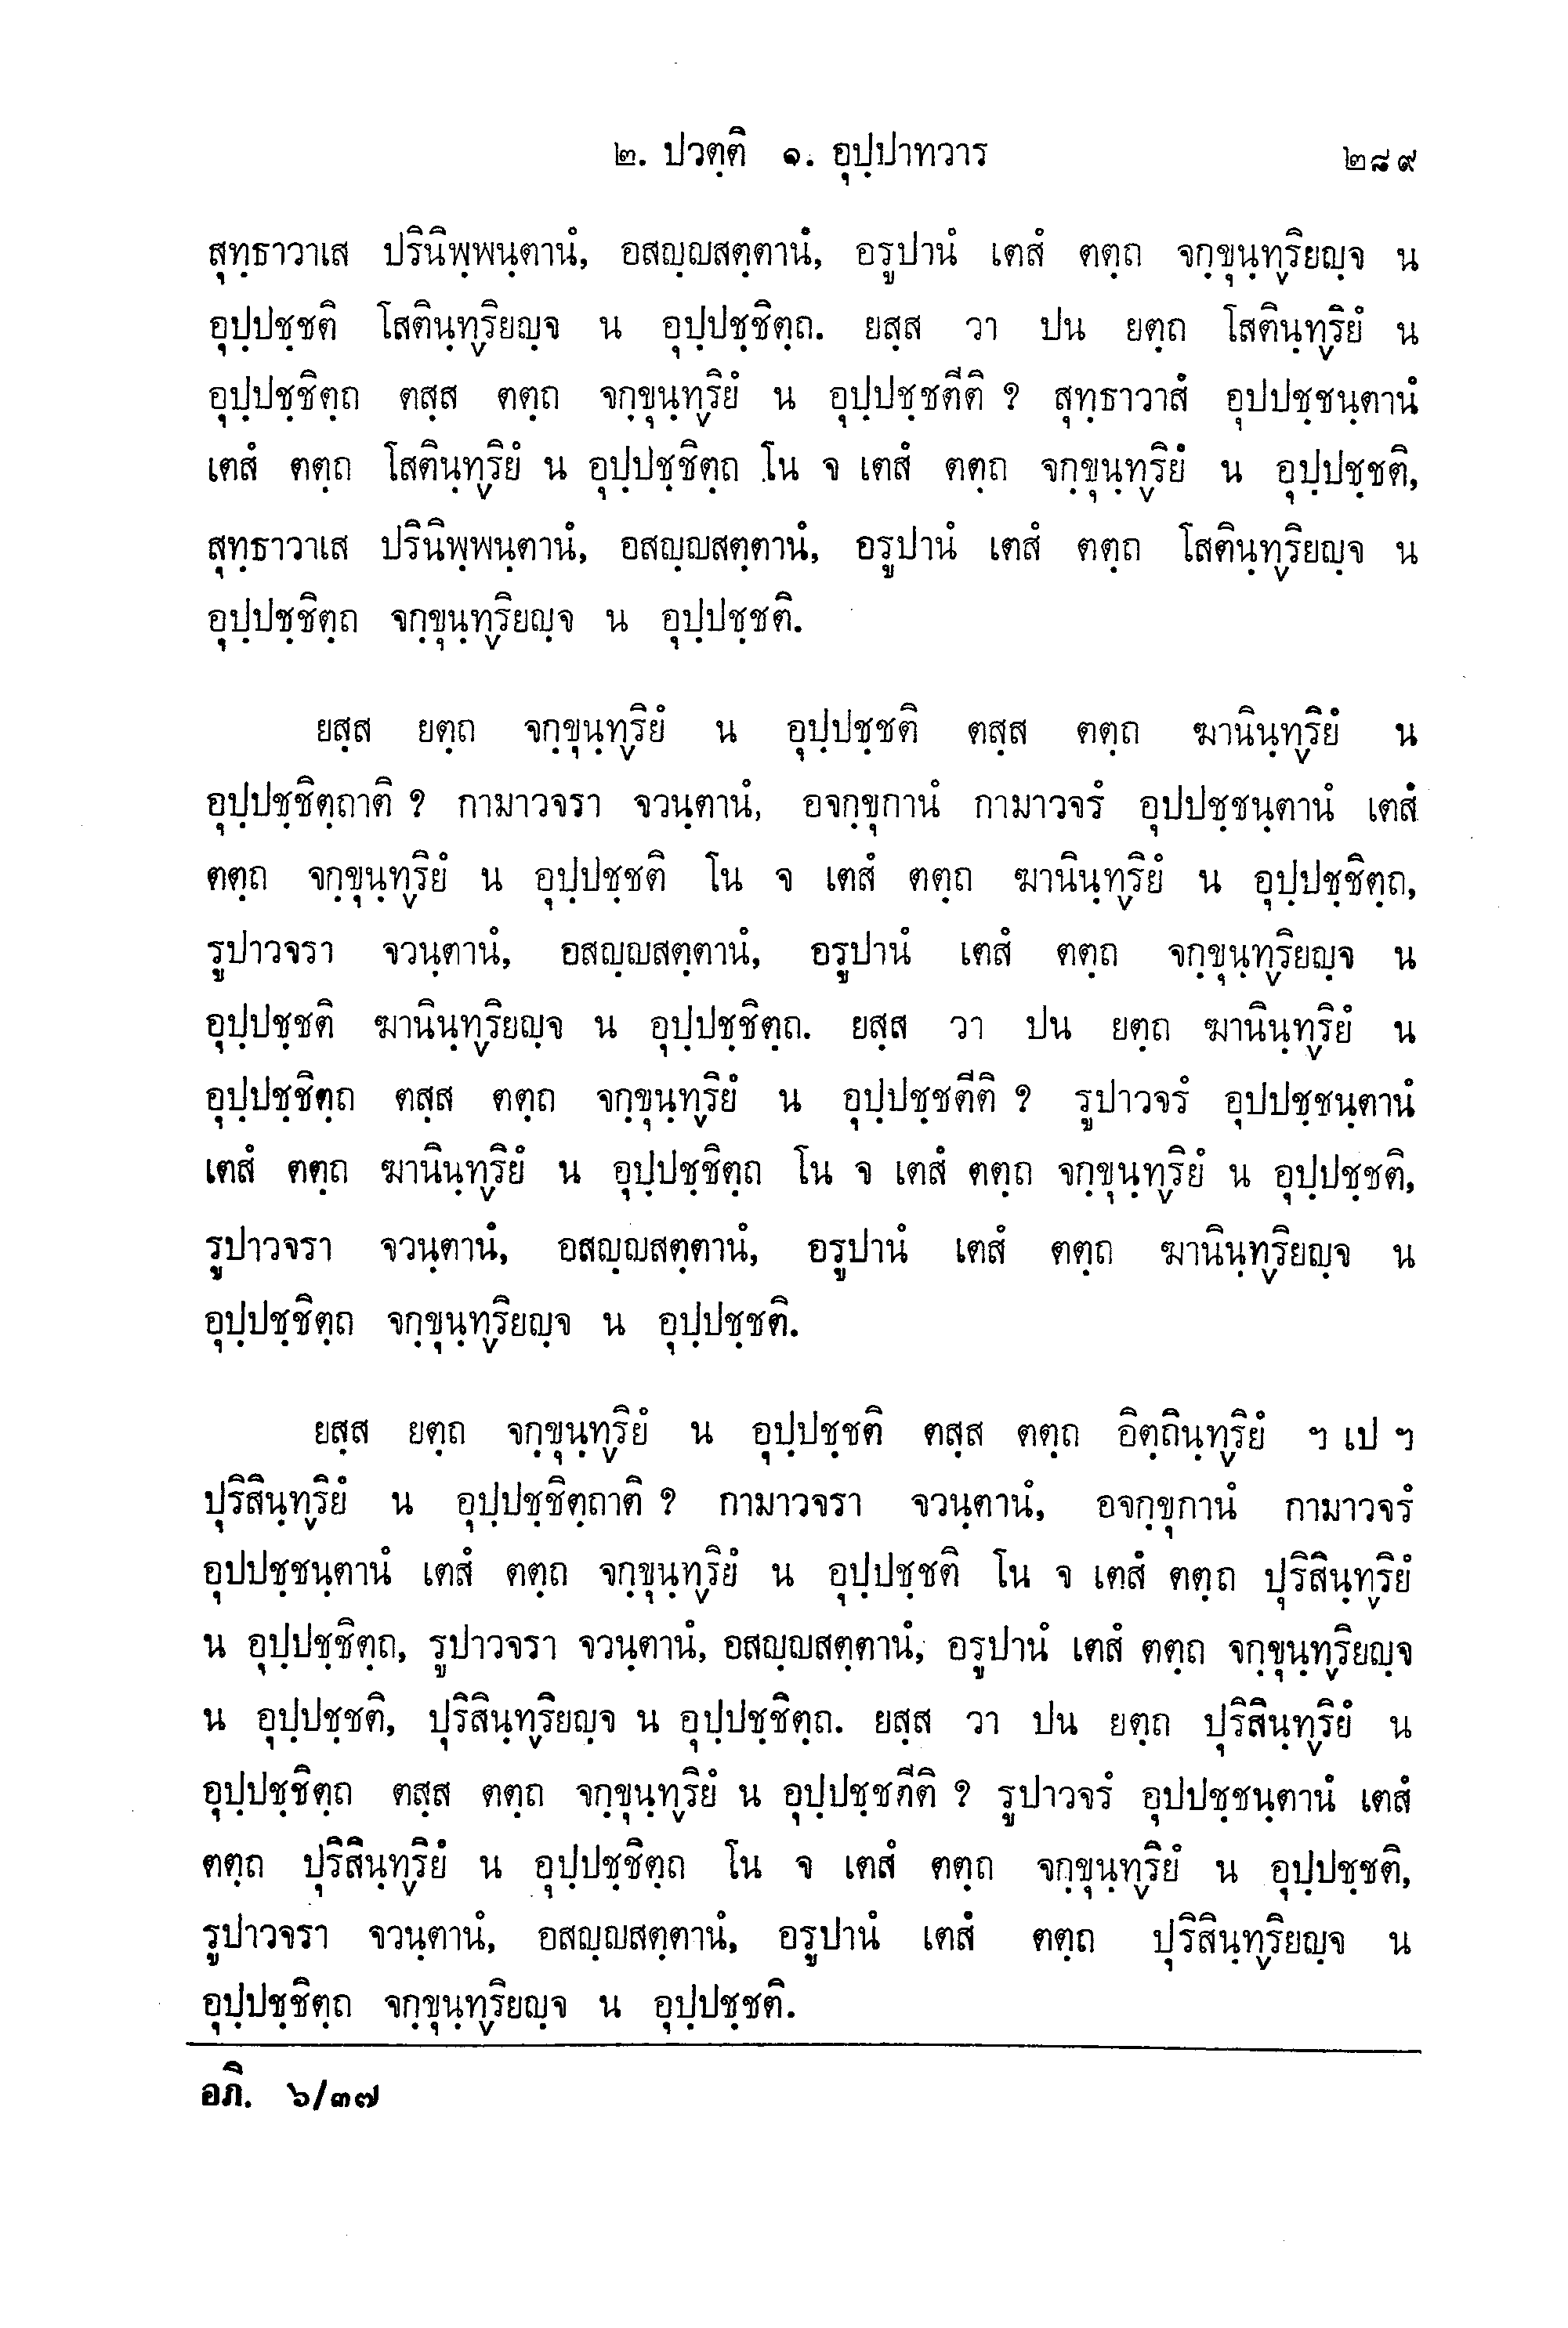 ๒. ปวตฺติ ๑. อุปฺปาทวาร ๒๘๙
สุทฺธาวาเส ปรินิพฺพนฺตานํ, อสญฺญสตฺตานํ, อรูปานํ เตสํ ตตฺถ จกฺขุนฺทฺริยญฺจ น
อุปฺปชฺชติ โสตินฺทฺริยญฺจ น อุปฺปชฺชิตฺถ. ยสฺส วา ปน ยตฺถ โสตินฺทฺริยํ น
อุปฺปชฺชิตฺถ ตสฺส ตตฺถ จกฺขุนฺทฺริยํ น อุปฺปชฺชตีติ ? สุทฺธาวาสํ อุปปชฺชนฺตานํ
เตสํ ตตฺถ โสตินฺทฺริยํ น อุปฺปชฺชิตฺถ โน จ เตสํ ตตฺถ จกฺขุนฺทฺริยํ น อุปฺปชฺชติ,
สุทฺธาวาเส ปรินิพฺพนฺตานํ, อสญฺญสตฺตานํ, อรูปานํ เตสํ ตตฺถ โสตินฺทฺริยญฺจ น
อุปฺปชฺชิตฺถ จกฺขุนฺทฺริยญฺจ น อุปฺปชฺชติ.
ยสฺส ยตฺถ จกฺขุนฺทฺริยํ น อุปฺปชฺชติ ตสฺส ตตฺถ ฆานินฺทฺริยํ น
อุปฺปชฺชิตฺถาติ ? กามาวจรา จวนฺตานํ, อจกฺขุกานํ กามาวจรํ อุปปชฺชนฺตานํ เตสํ
ตตฺถ จกฺขุนฺทฺริยํ น อุปฺปชฺชติ โน จ เตสํ ตตฺถ ฆานินฺทฺริยํ น อุปฺปชฺชิตฺถ,
รูปาวจรา จวนฺตานํ, อสญฺญสตฺตานํ, อรูปานํ เตสํ ตตฺถ จกฺขุนฺทฺริยญฺจ น
อุปฺปชฺชติ ฆานินฺทฺริยญฺจ น อุปฺปชฺชิตฺถ. ยสฺส วา ปน ยตฺถ ฆานินฺทฺริยํ น
อุปฺปชฺชิตฺถ ตสฺส ตตฺถ จกฺขุนฺทฺริยํ น อุปฺปชฺชตีติ ? รูปาวจรํ อุปปชฺชนฺตานํ
เตสํ ตตฺถ ฆานินฺทฺริยํ น อุปฺปชฺชิตฺถ โน จ เตสํ ตตฺถ จกฺขุนฺทฺริยํ น อุปฺปชฺชติ,
รูปาวจรา จวนฺตานํ, อสญฺญสตฺตานํ, อรูปานํ เตสํ ตตฺถ ฆานินฺทฺริยญฺจ น
อุปฺปชฺชิตฺถ จกฺขุนฺทฺริยญฺจ น อุปฺปชฺชติ.
ยสฺส ยตฺถ จกฺขุนฺทฺริยํ น อุปฺปชฺชติ ตสฺส ตตฺถ อิตฺถินฺทฺริยํ ฯ เป ฯ
ปุริสินฺทฺริยํ น อุปฺปชฺชิตฺถาติ ? กามาวจรา จวนฺตานํ, อจกฺขุกานํ กามาวจรํ
อุปปชฺชนฺตานํ เตสํ ตตฺถ จกฺขุนฺทฺริยํ น อุปฺปชฺชติ โน จ เตสํ ตตฺถ ปุริสินฺทฺริยํ
น อุปฺปชฺชิตฺถ, รูปาวจรา จวนฺตานํ, อสญฺญสตฺตานํ, อรูปานํ เตสํ ตตฺถ จกฺขุนฺทฺริยญฺจ
น อุปฺปชฺชติ, ปุริสินฺทฺริยญฺจ น อุปฺปชฺชิตฺถ. ยสฺส วา ปน ยตฺถ ปุริสินฺทฺริยํ น
อุปฺปชฺชิตฺถ ตสฺส ตตฺถ จกฺขุนฺทฺริยํ น อุปฺปชฺชตีติ ? รูปาวจรํ อุปปชฺชนฺตานํ เตสํ
ตตฺถ ปุริสินฺทฺริยํ น อุปฺปชฺชิตฺถ โน จ เตสํ ตตฺถ จกฺขุนฺทฺริยํ น อุปฺปชฺชติ,
รูปาวจรา จวนฺตานํ, อสญฺญสตฺตานํ, อรูปานํ เตสํ ตตฺถ ปุริสินฺทฺริยญฺจ น
อุปฺปชฺชิตฺถ จกฺขุนฺทฺริยญฺจ น อุปฺปชฺชติ.
อภิ. ๖/๓๗